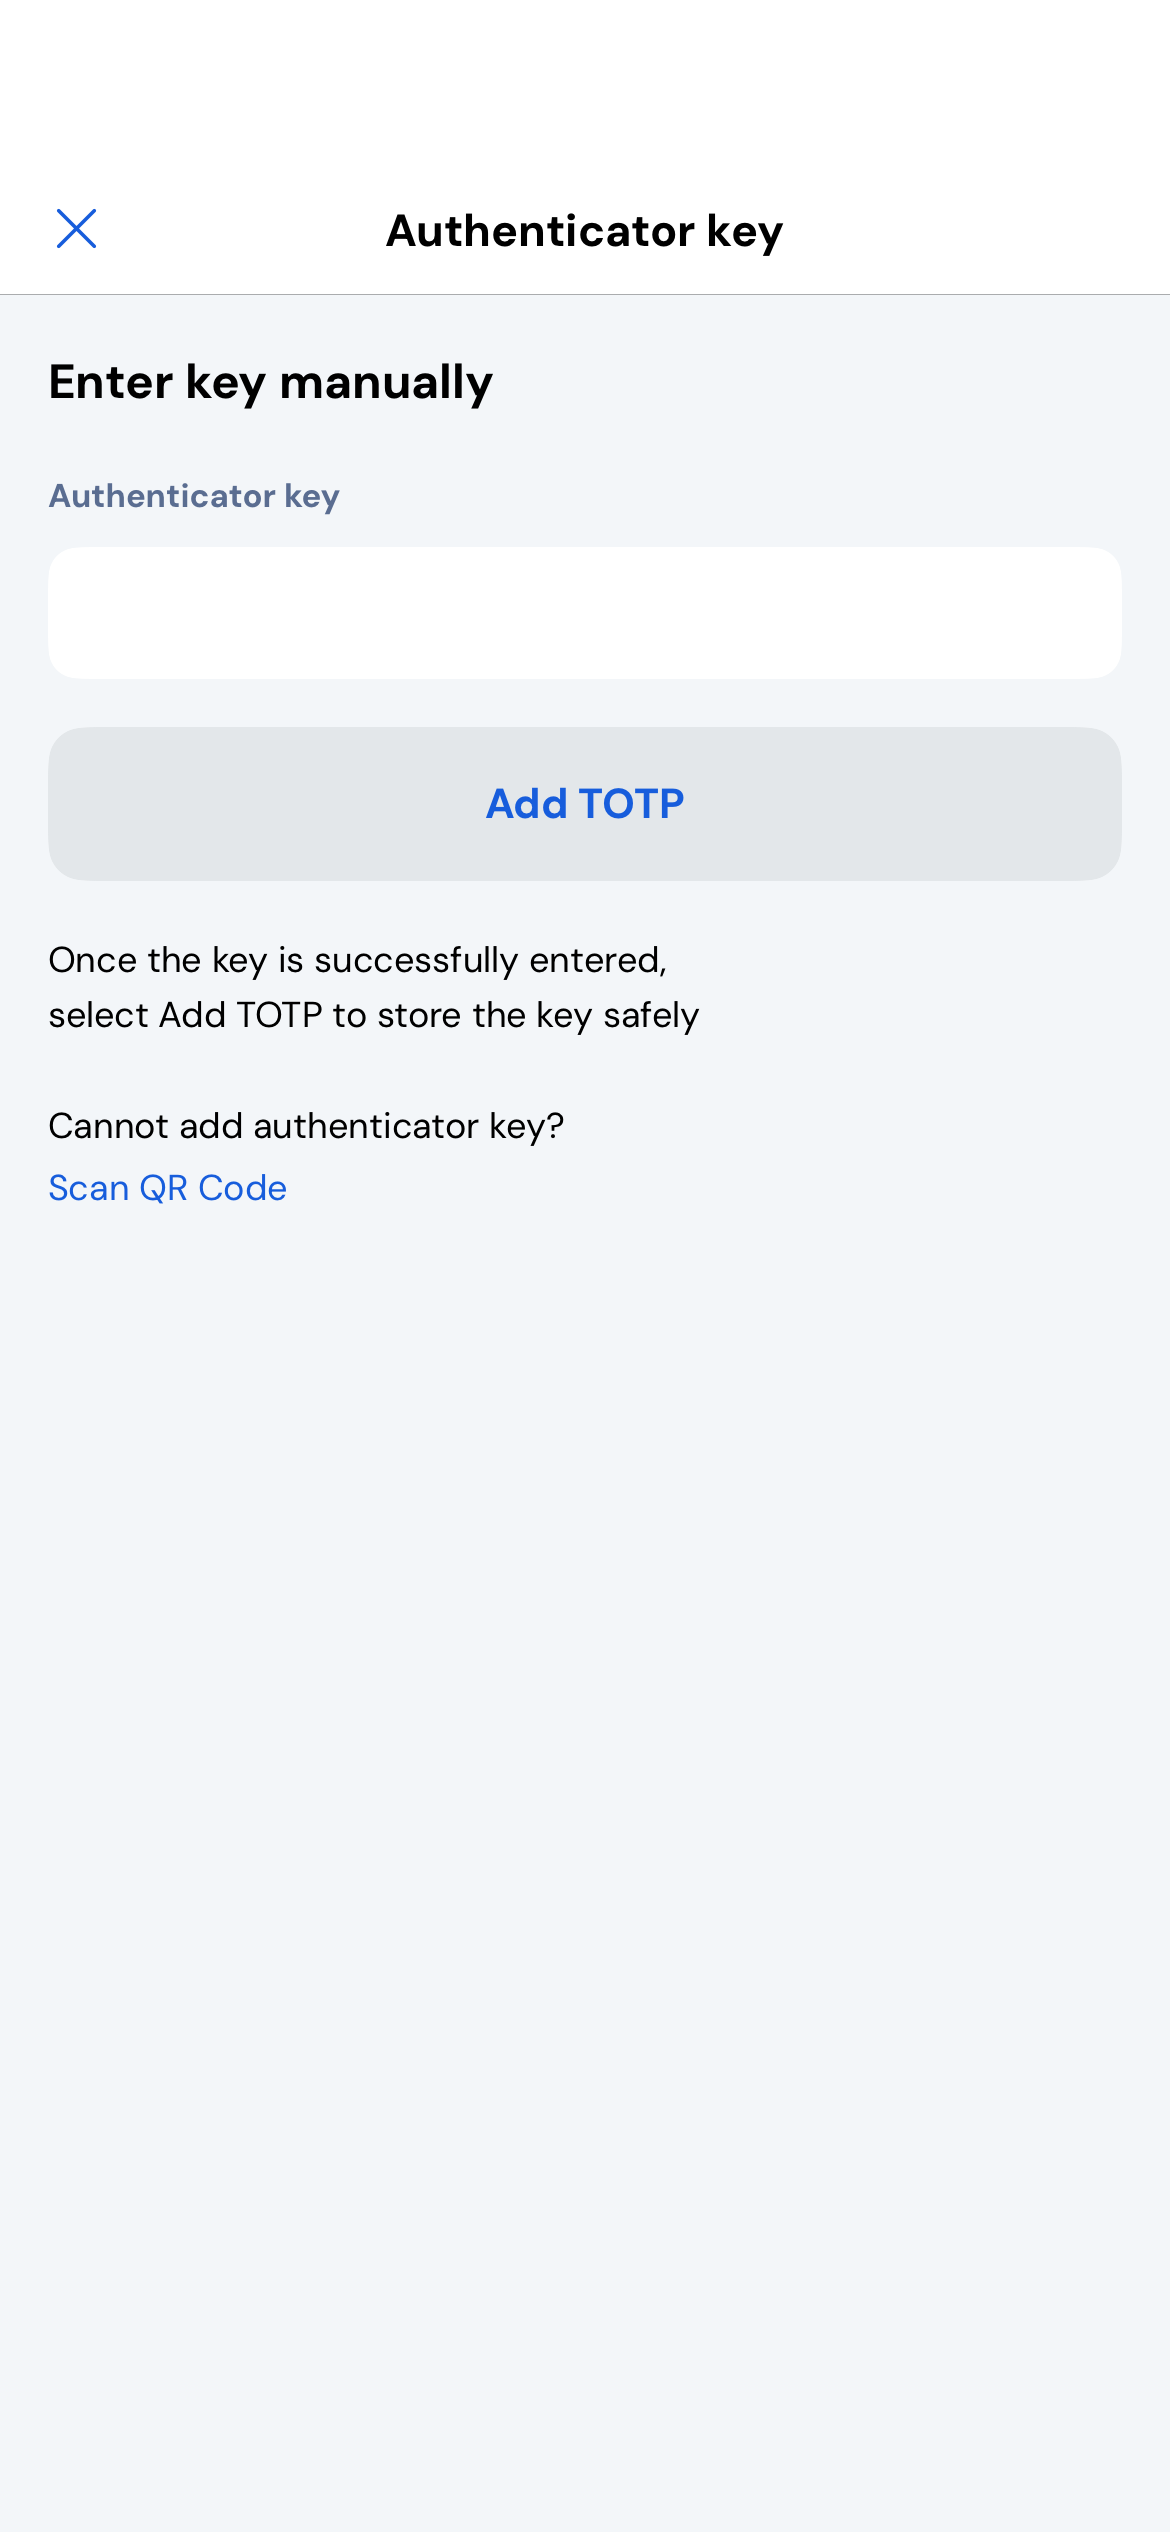 Authenticator key
Enter key manually
Authenticator key
Add TOTP
Once the key is successfully entered,
select Add TOTP to store the key safely
Cannot add authenticator key?
Scan QR Code